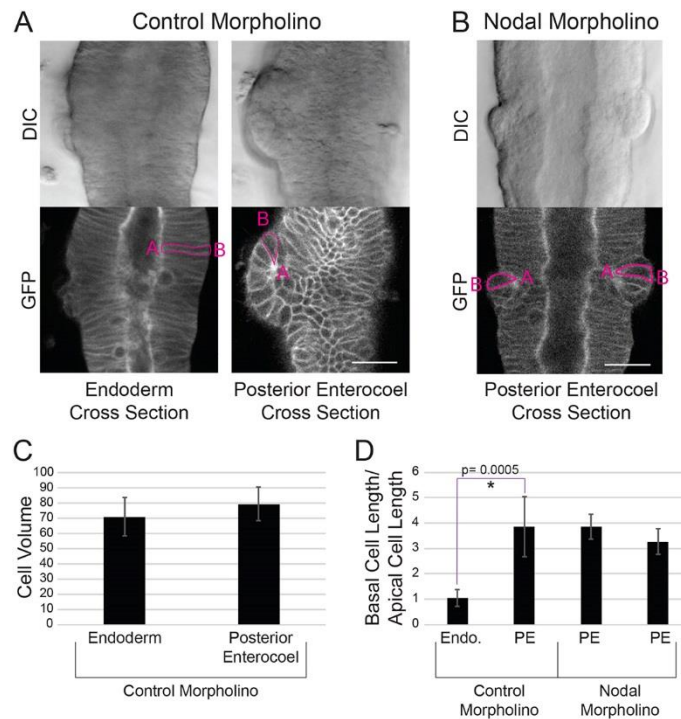 A
Control Morpholino
B
Nodal Morpholino
DIC
DIC
GFP
A
B
B
A
GFP
B
A
A
B
Endoderm
Cross Section
Posterior Enterocoel
Cross Section
Posterior Enterocoel
Cross Section
C
Cell Volume
100
90
80
70
60
50
40
30
20
10
0
Endoderm
Posterior
Enterocoel
Control Morpholino
D
Basal Cell Length/
Apical Cell Length
6
5
4
3
2
1
0
p= 0.0005
*
Endo.
PE
PE
PE
Control
Morpholino
Nodal
Morpholino